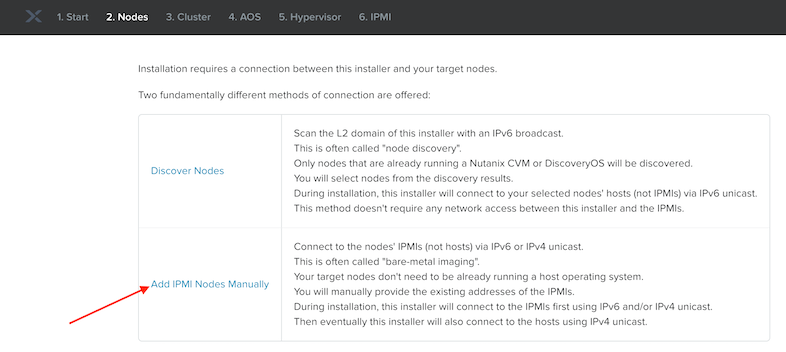 1. Start 2. Nodes 3. Cluster 4. AOS 5. Hypervisor 6. IPMI
Installation requires a connection between this installer and your target nodes.
Two fundamentally different methods of connection are offered:
Discover Nodes
Scan the L2 domain of this installer with an IPv6 broadcast.
This is often called "node discovery".
Only nodes that are already running a Nutanix CVM or DiscoveryOS will be discovered.
You will select nodes from the discovery results.
During installation, this installer will connect to your selected nodes' hosts (not IPMIs) via IPv6 unicast.
This method doesn't require any network access between this installer and the IPMIs.
Add IPMI Nodes Manually
Connect to the nodes' IPMIs (not hosts) via IPv6 or IPv4 unicast.
This is often called "bare-metal imaging".
Your target nodes don't need to be already running a host operating system.
You will manually provide the existing addresses of the IPMIs.
During installation, this installer will connect to the IPMIs first using IPv6 and/or IPv4 unicast.
Then eventually this installer will also connect to the hosts using IPv4 unicast.